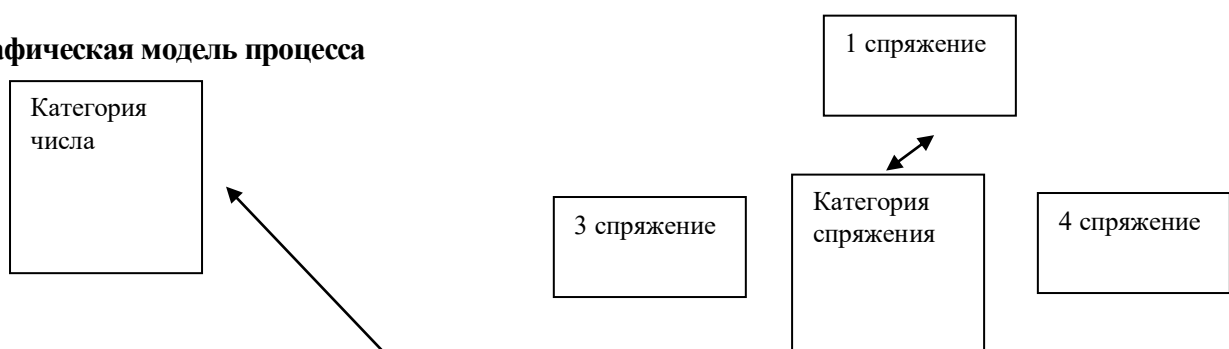 афическая модель процесса
Категория
числа
1 спряжение
3 спряжение
Категория
спряжения
4 спряжение